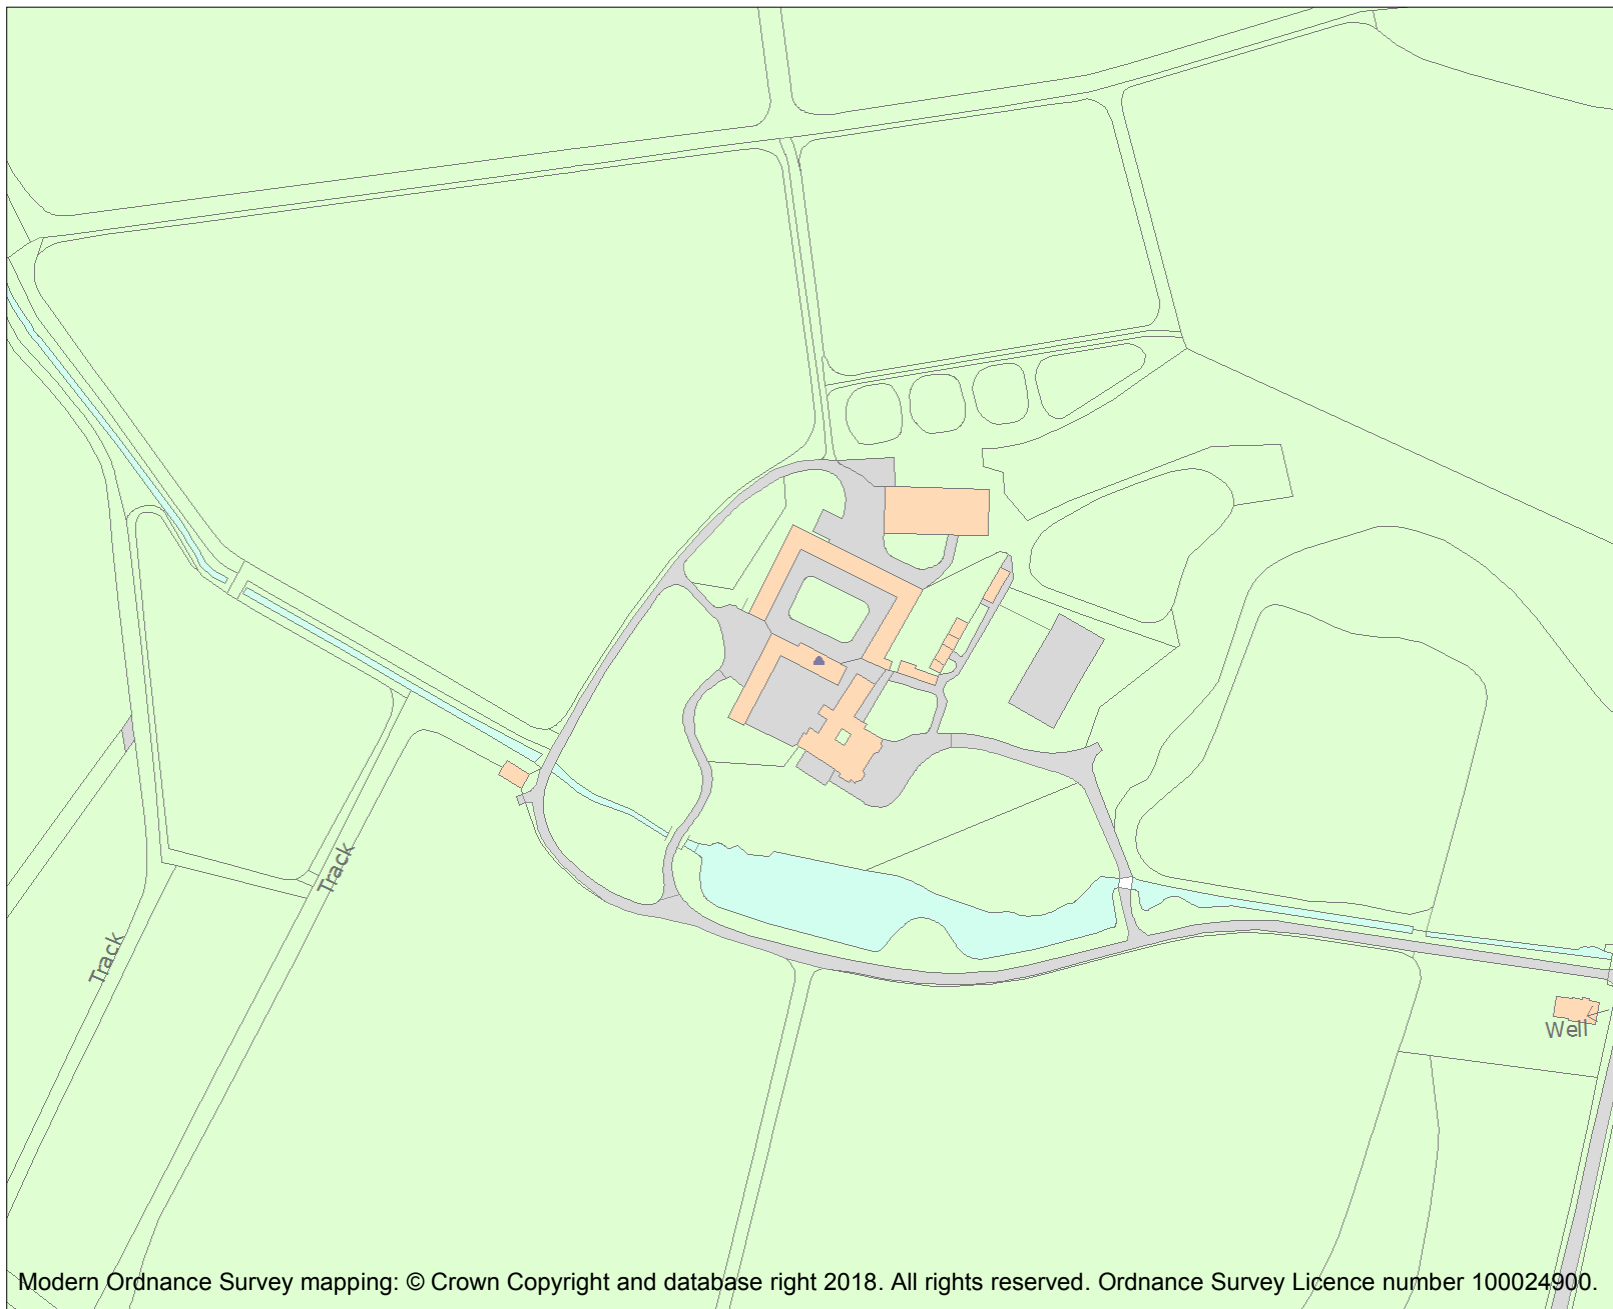 Track
Track
Well
Modern Ordnance Survey mapping: © Crown Copyright and database right 2018. All rights reserved. Ordnance Survey Licence number 100024900.